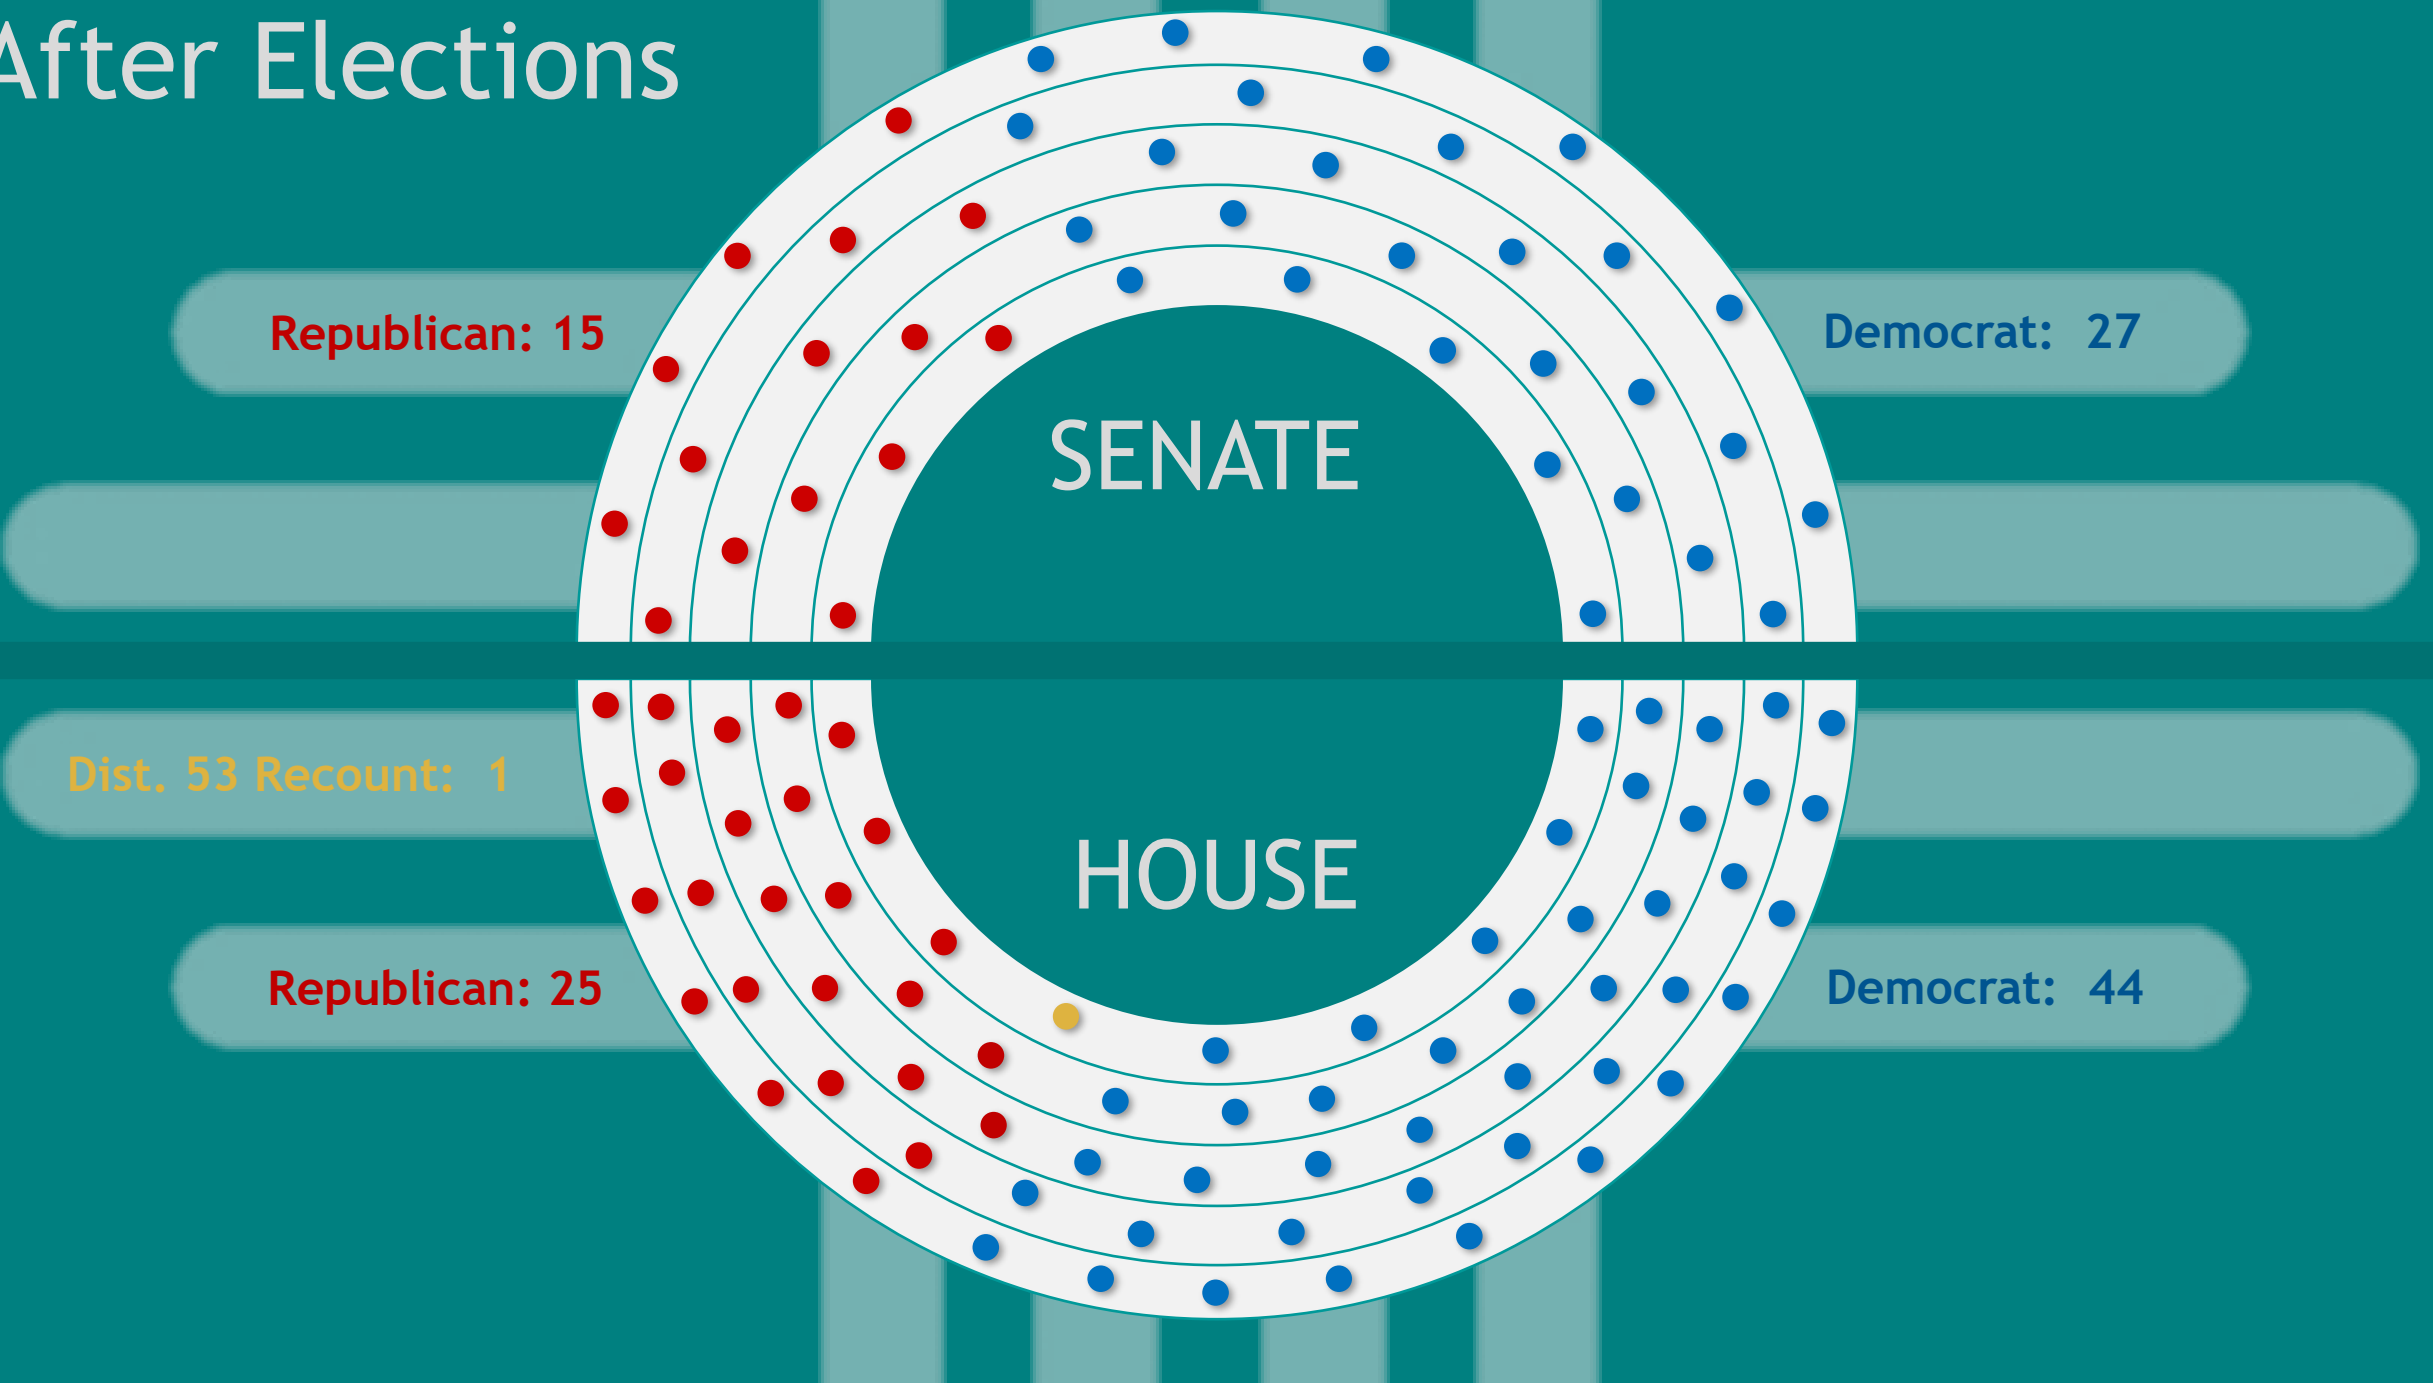 After Elections
Republican: 15
Democrat: 27
SENATE
Dist. 53 Recount: 1
HOUSE
Republican: 25
Democrat: 44